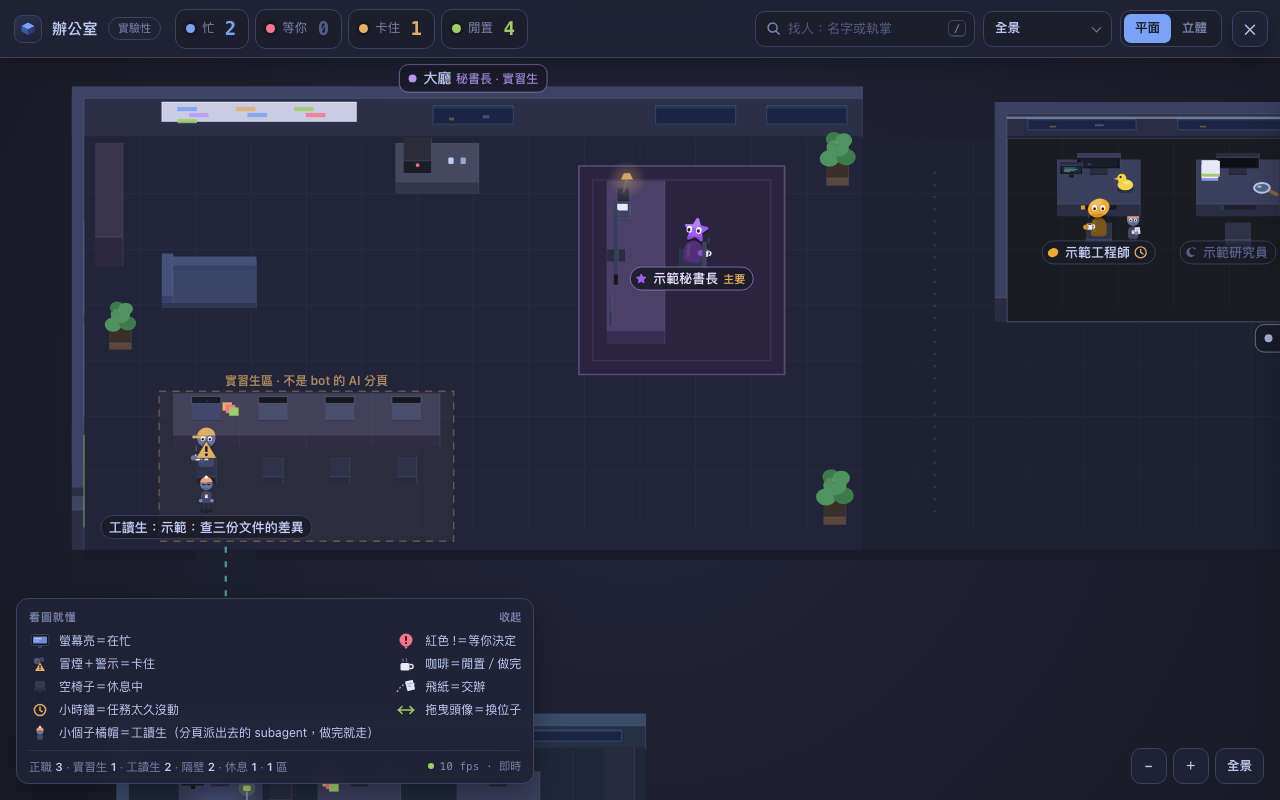 辦公室 實驗性 忙 2 等你 0 卡住 1 閒置 4 找人：名字或執掌 / 全景 平面 立體
大廳 秘書長 · 實習生
示範工程師 示範研究員
示範秘書長 主要
實習生區 · 不是 bot 的 AI 分頁
工讀生：示範：查三份文件的差異
看圖就懂 收起
螢幕亮＝在忙 紅色 !＝等你決定
冒煙＋警示＝卡住 咖啡＝閒置 / 做完
空椅子＝休息中 飛紙＝交辦
小時鐘＝任務太久沒動 拖曳頭像＝換位子
小個子橘帽＝工讀生（分頁派出去的 subagent，做完就走）
正職 3 · 實習生 1 · 工讀生 2 · 隔壁 2 · 休息 1 · 1 區 10 fps · 即時
− + 全景